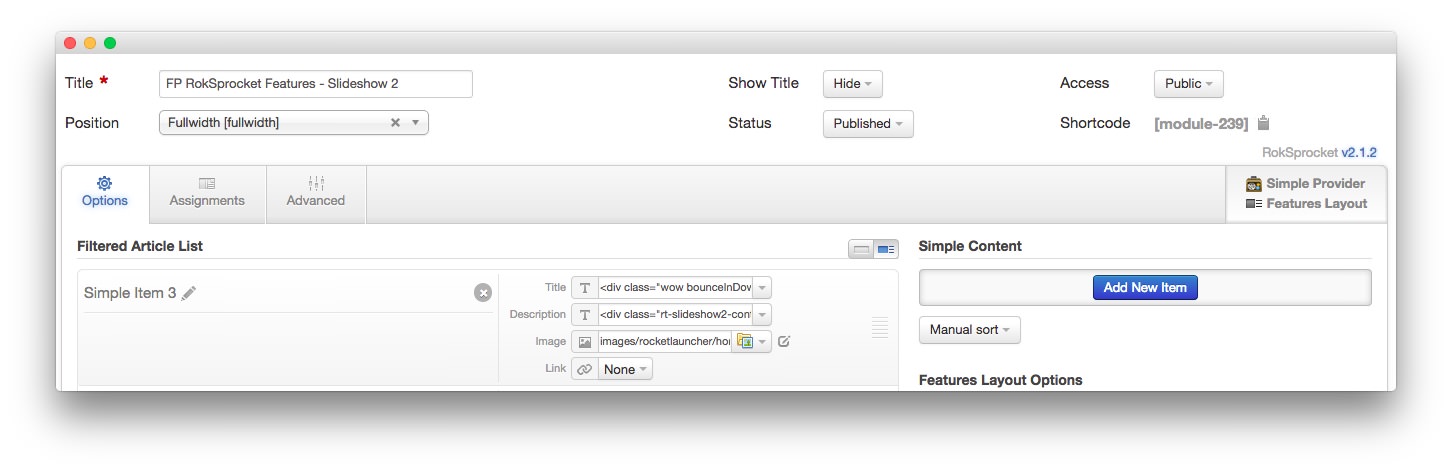 Title * FP RokSprocket Features - Slideshow 2 Show Title Hide Access Public
Position Fullwidth [fullwidth] Status Published Shortcode [module-239]
RokSprocket v2.1.2
Options Assignments Advanced Simple Provider
Features Layout
Filtered Article List Simple Content
Simple Item 3 Title <div class="wow bounceInDov Add New Item
Description <div class="rt-slideshow2-cont Manual sort
Image images/rocketlauncher/ho
Link None
Features Layout Options